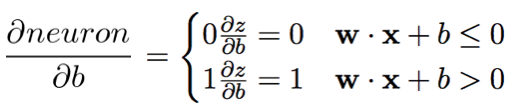 ∂neuron/∂b = { 0 ∂z/∂b = 0   w · x + b ≤ 0
1 ∂z/∂b = 1   w · x + b > 0